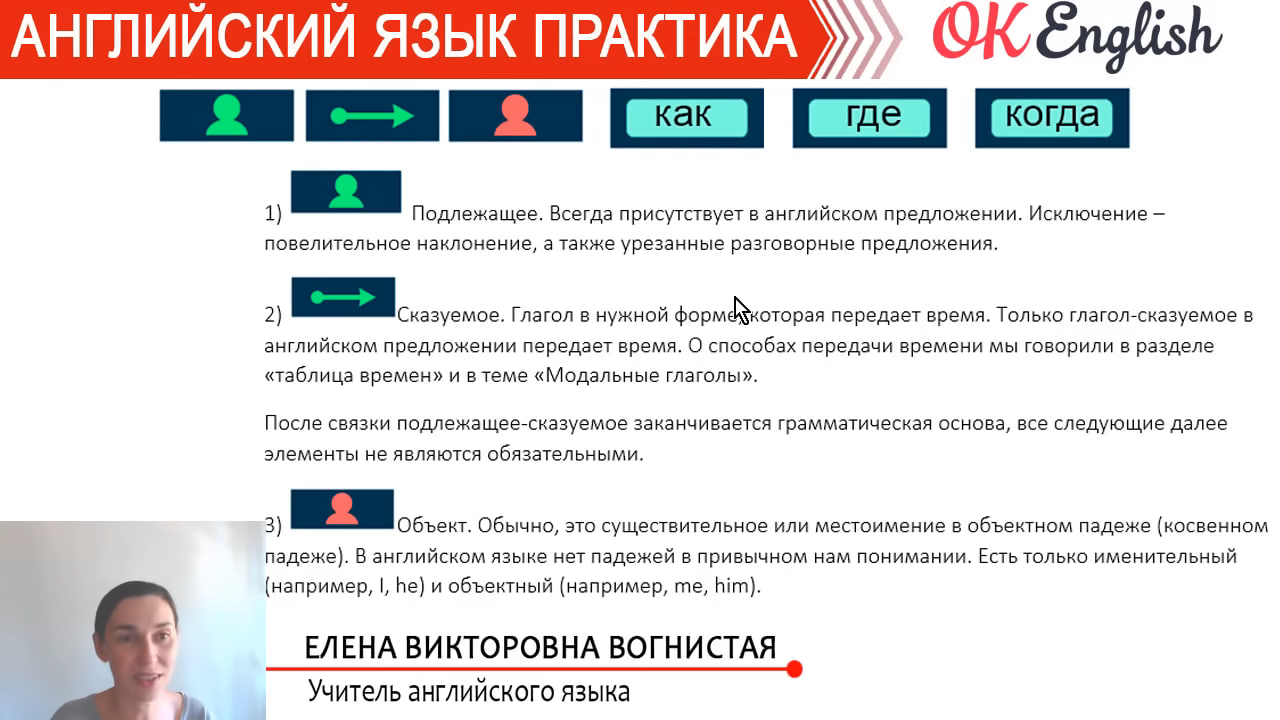 АНГЛИЙСКИЙ ЯЗЫК ПРАКТИКА
OK English
как где когда
1) Подлежащее. Всегда присутствует в английском предложении. Исключение –
повелительное наклонение, а также урезанные разговорные предложения.
2) Сказуемое. Глагол в нужной форме, которая передает время. Только глагол-сказуемое в
английском предложении передает время. О способах передачи времени мы говорили в разделе
«таблица времен» и в теме «Модальные глаголы».
После связки подлежащее-сказуемое заканчивается грамматическая основа, все следующие далее
элементы не являются обязательными.
3) Объект. Обычно, это существительное или местоимение в объектном падеже (косвенном
падеже). В английском языке нет падежей в привычном нам понимании. Есть только именительный
(например, I, he) и объектный (например, me, him).
ЕЛЕНА ВИКТОРОВНА ВОГНИСТАЯ
Учитель английского языка